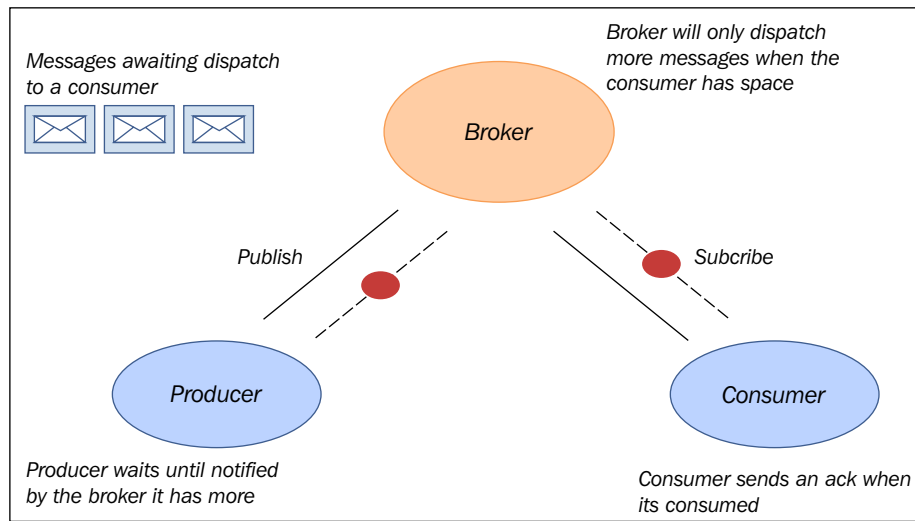 Messages awaiting dispatch
to a consumer
Broker will only dispatch
more messages when the
consumer has space
Broker
Publish
Subcribe
Producer
Consumer
Producer waits until notified
by the broker it has more
Consumer sends an ack when
its consumed